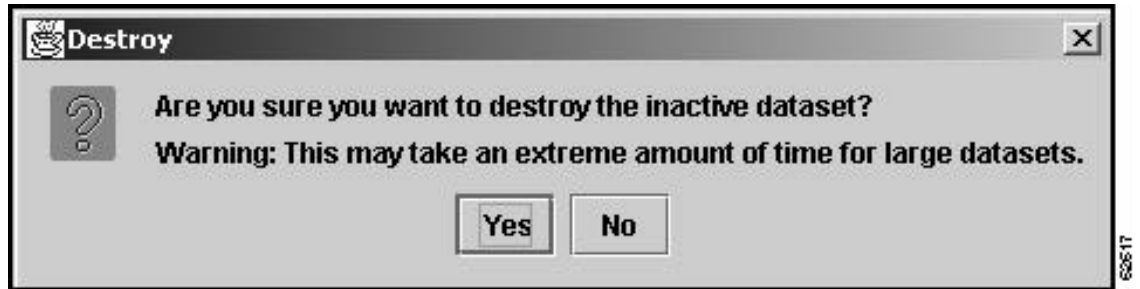 Destroy
Are you sure you want to destroy the inactive dataset?
Warning: This may take an extreme amount of time for large datasets.
Yes No
62617